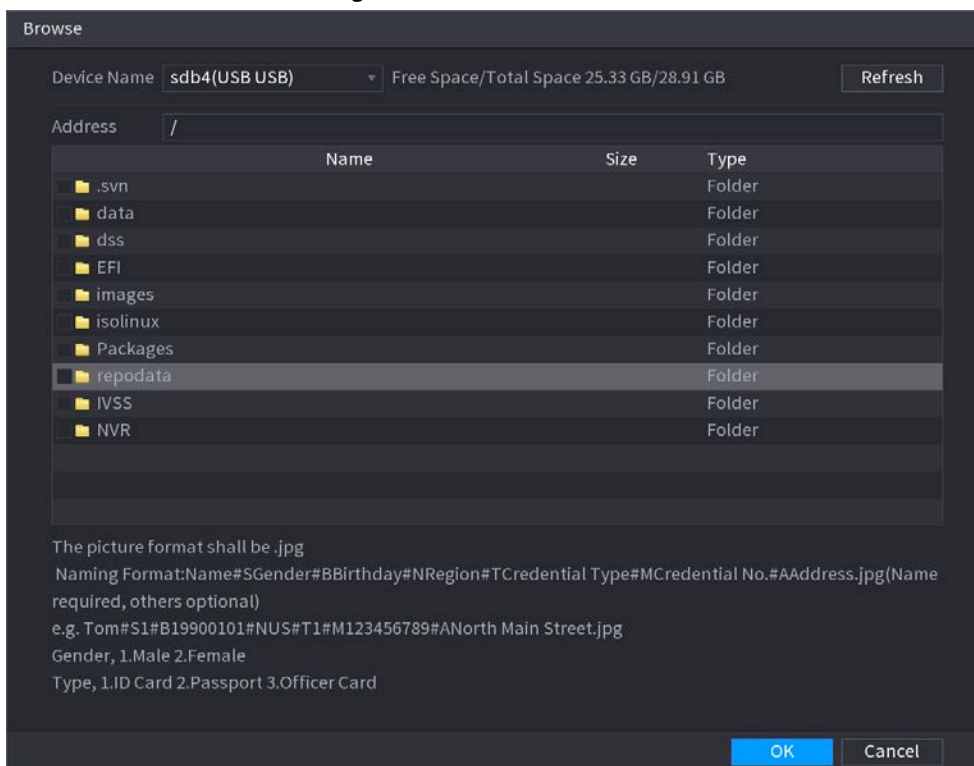 Browse
Device Name sdb4(USB USB) Free Space/Total Space 25.33 GB/28.91 GB Refresh
Address /
Name Size Type
.svn Folder
data Folder
dss Folder
EFI Folder
images Folder
isolinux Folder
Packages Folder
repodata Folder
IVSS Folder
NVR Folder
The picture format shall be .jpg
Naming Format:Name#SGender#BBirthday#NRegion#TCredential Type#MCredential No.#AAddress.jpg(Name
required, others optional)
e.g. Tom#S1#B19900101#NUS#T1#M123456789#ANorth Main Street.jpg
Gender, 1.Male 2.Female
Type, 1.ID Card 2.Passport 3.Officer Card
OK Cancel